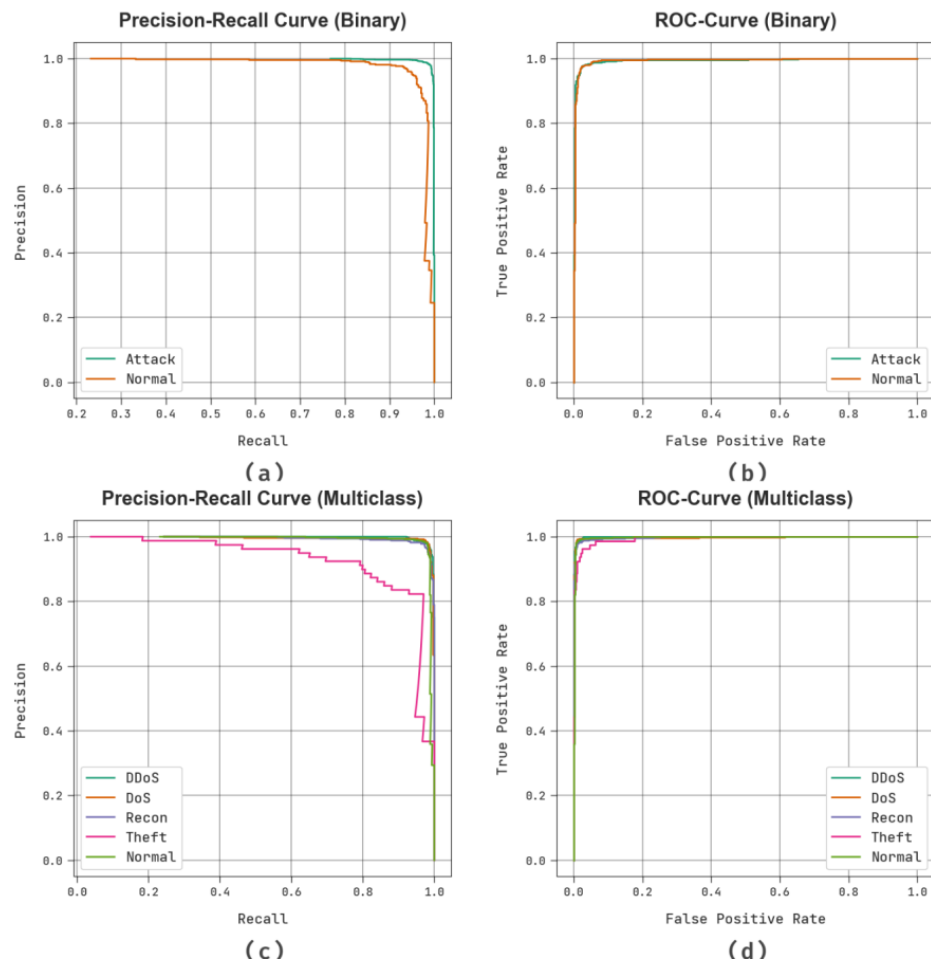 Precision-Recall Curve (Binary)
1.0
0.8
0.6
0.4
0.2
0.0
Precision
Attack
Normal
0.2 0.3 0.4 0.5 0.6 0.7 0.8 0.9 1.0
Recall
(a)
ROC-Curve (Binary)
1.0
0.8
0.6
0.4
0.2
0.0
True Positive Rate
Attack
Normal
0.0 0.2 0.4 0.6 0.8 1.0
False Positive Rate
(b)
Precision-Recall Curve (Multiclass)
1.0
0.8
0.6
0.4
0.2
0.0
Precision
DDoS
DoS
Recon
Theft
Normal
0.0 0.2 0.4 0.6 0.8 1.0
Recall
(c)
ROC-Curve (Multiclass)
1.0
0.8
0.6
0.4
0.2
0.0
True Positive Rate
DDoS
DoS
Recon
Theft
Normal
0.0 0.2 0.4 0.6 0.8 1.0
False Positive Rate
(d)